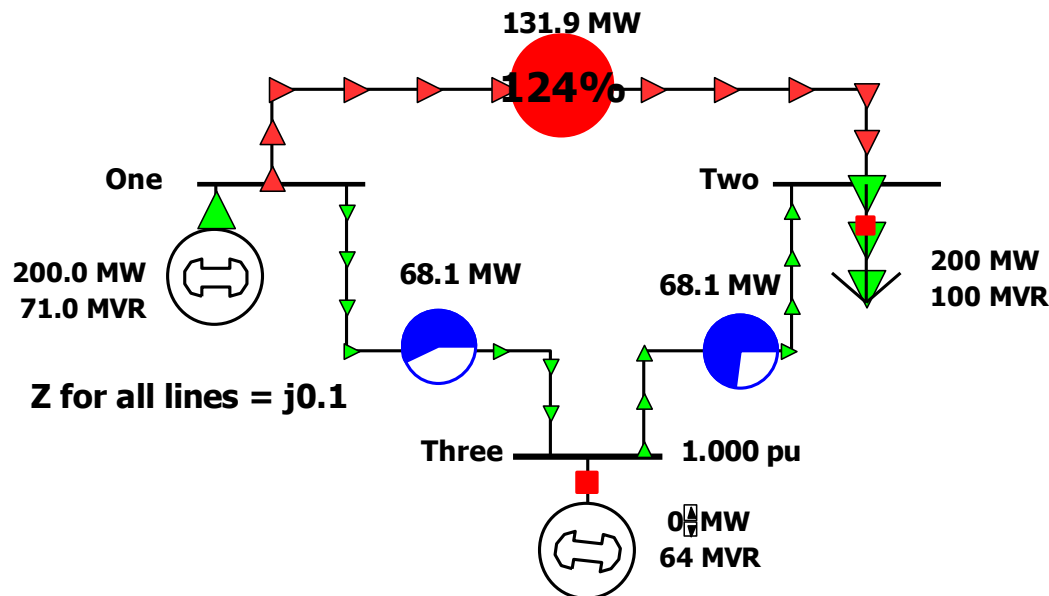 131.9 MW
124%
One
Two
200.0 MW
71.0 MVR
68.1 MW
68.1 MW
200 MW
100 MVR
Z for all lines = j0.1
Three
1.000 pu
0 MW
64 MVR